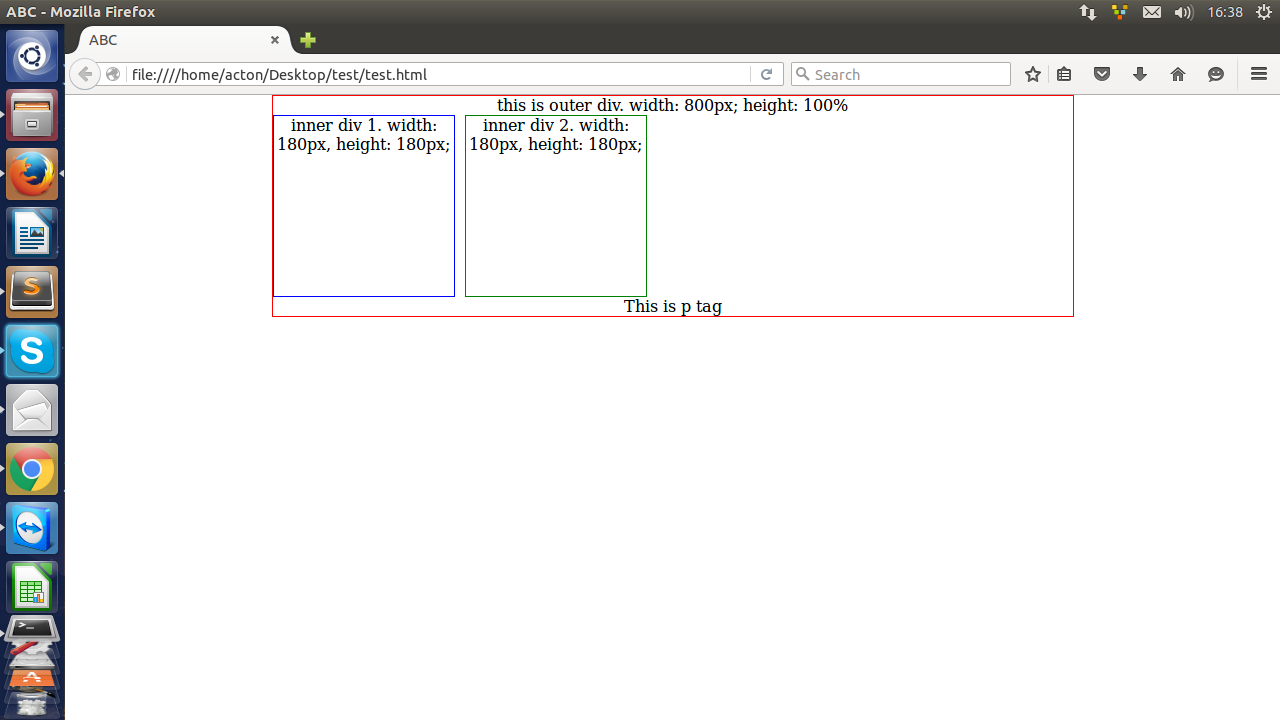 ABC - Mozilla Firefox
16:38
ABC
file:////home/acton/Desktop/test/test.html
Search
this is outer div. width: 800px; height: 100%
inner div 1. width:
180px, height: 180px;
inner div 2. width:
180px, height: 180px;
This is p tag